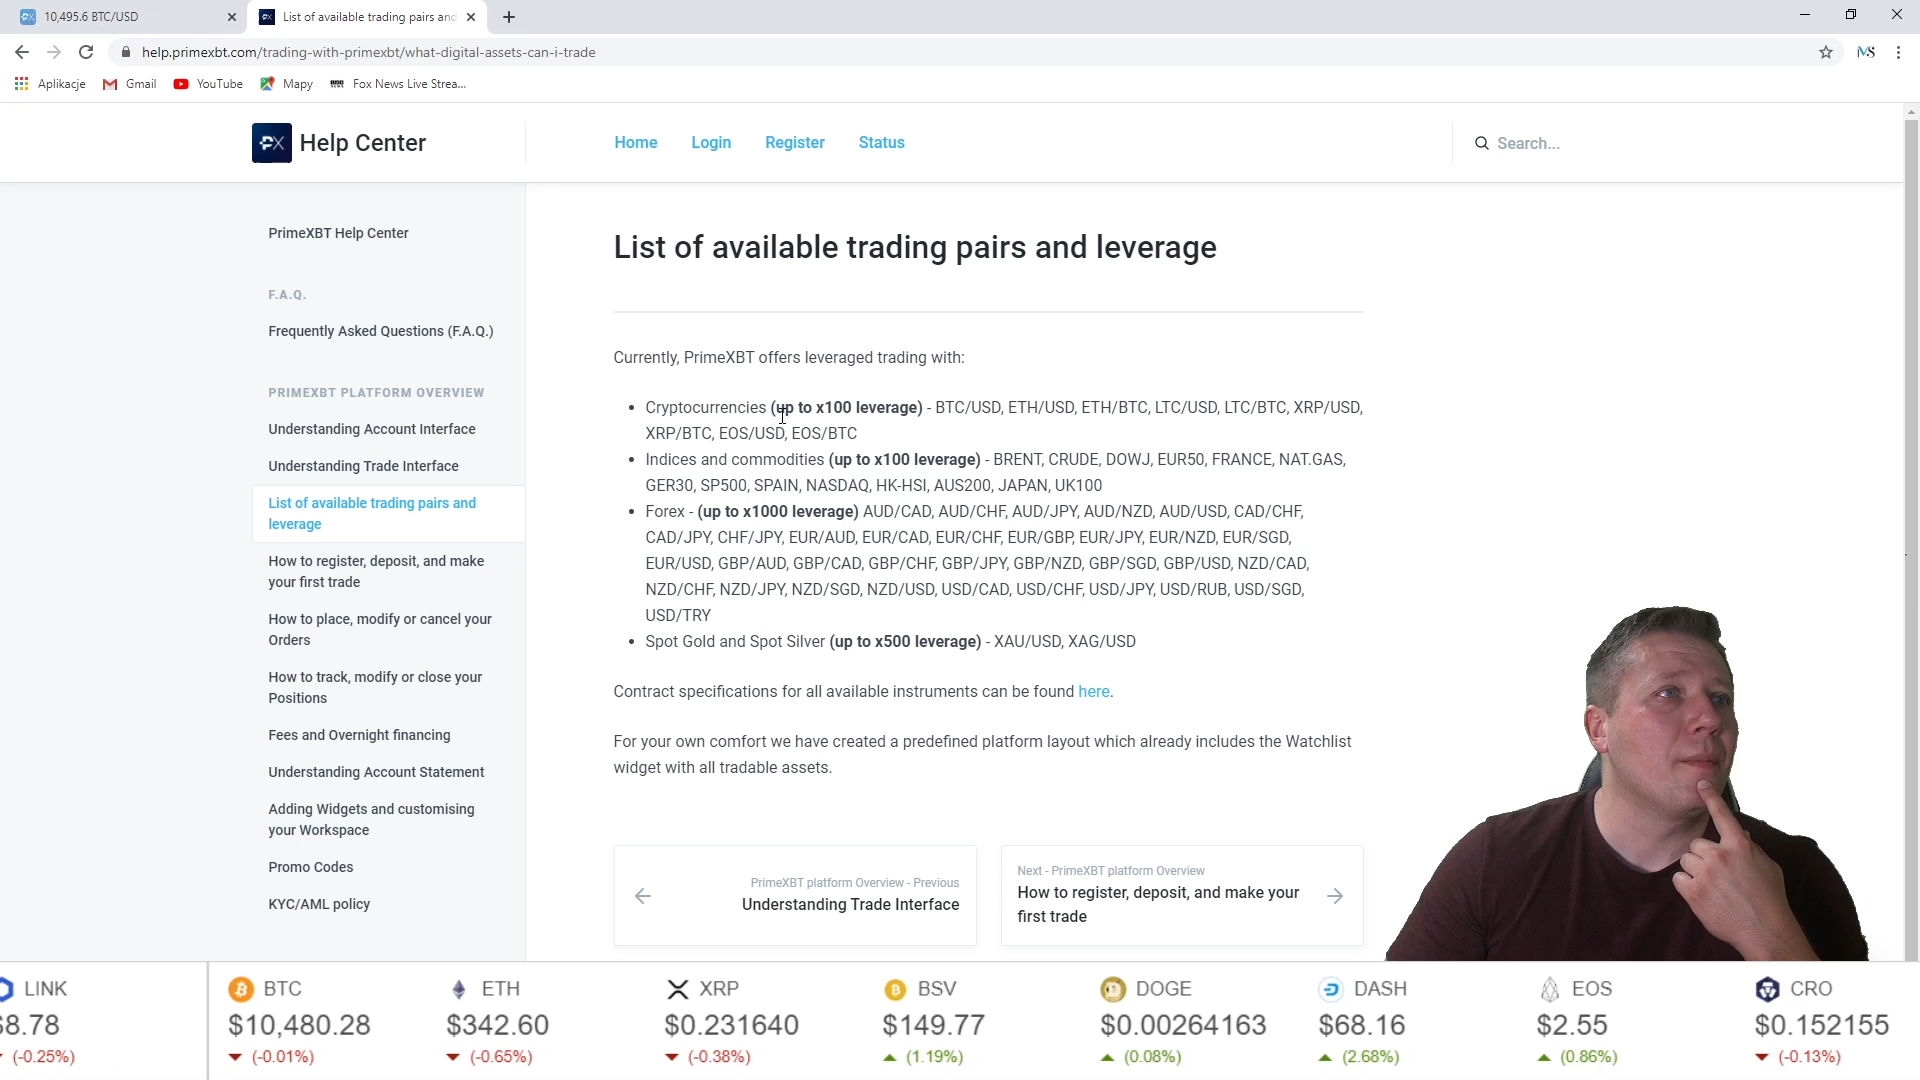 10,495.6 BTC/USD
List of available trading pairs and
help.primexbt.com/trading-with-primexbt/what-digital-assets-can-i-trade
Aplikacje
Gmail
YouTube
Mapy
Fox News Live Strea...
PX
Help Center
Home
Login
Register
Status
Search...
PrimeXBT Help Center
F.A.Q.
Frequently Asked Questions (F.A.Q.)
PRIMEXBT PLATFORM OVERVIEW
Understanding Account Interface
Understanding Trade Interface
List of available trading pairs and
leverage
How to register, deposit, and make
your first trade
How to place, modify or cancel your
Orders
How to track, modify or close your
Positions
Fees and Overnight financing
Understanding Account Statement
Adding Widgets and customising
your Workspace
Promo Codes
KYC/AML policy
List of available trading pairs and leverage
Currently, PrimeXBT offers leveraged trading with:
• Cryptocurrencies (up to x100 leverage) - BTC/USD, ETH/USD, ETH/BTC, LTC/USD, LTC/BTC, XRP/USD,
XRP/BTC, EOS/USD, EOS/BTC
• Indices and commodities (up to x100 leverage) - BRENT, CRUDE, DOWJ, EUR50, FRANCE, NAT.GAS,
GER30, SP500, SPAIN, NASDAQ, HK-HSI, AUS200, JAPAN, UK100
• Forex - (up to x1000 leverage) AUD/CAD, AUD/CHF, AUD/JPY, AUD/NZD, AUD/USD, CAD/CHF,
CAD/JPY, CHF/JPY, EUR/AUD, EUR/CAD, EUR/CHF, EUR/GBP, EUR/JPY, EUR/NZD, EUR/SGD,
EUR/USD, GBP/AUD, GBP/CAD, GBP/CHF, GBP/JPY, GBP/NZD, GBP/SGD, GBP/USD, NZD/CAD,
NZD/CHF, NZD/JPY, NZD/SGD, NZD/USD, USD/CAD, USD/CHF, USD/JPY, USD/RUB, USD/SGD,
USD/TRY
• Spot Gold and Spot Silver (up to x500 leverage) - XAU/USD, XAG/USD
Contract specifications for all available instruments can be found here.
For your own comfort we have created a predefined platform layout which already includes the Watchlist
widget with all tradable assets.
PrimeXBT platform Overview - Previous
Understanding Trade Interface
Next - PrimeXBT platform Overview
How to register, deposit, and make your
first trade
LINK
$8.78
(-0.25%)
BTC
$10,480.28
(-0.01%)
ETH
$342.60
(-0.65%)
XRP
$0.231640
(-0.38%)
BSV
$149.77
(1.19%)
DOGE
$0.00264163
(0.08%)
DASH
$68.16
(2.68%)
EOS
$2.55
(0.86%)
CRO
$0.152155
(-0.13%)